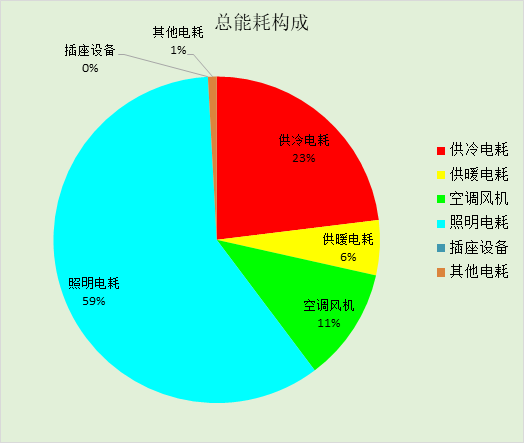 总能耗构成
其他电耗
1%
插座设备
0%
供冷电耗
23%
供暖电耗
6%
空调风机
11%
照明电耗
59%
供冷电耗
供暖电耗
空调风机
照明电耗
插座设备
其他电耗